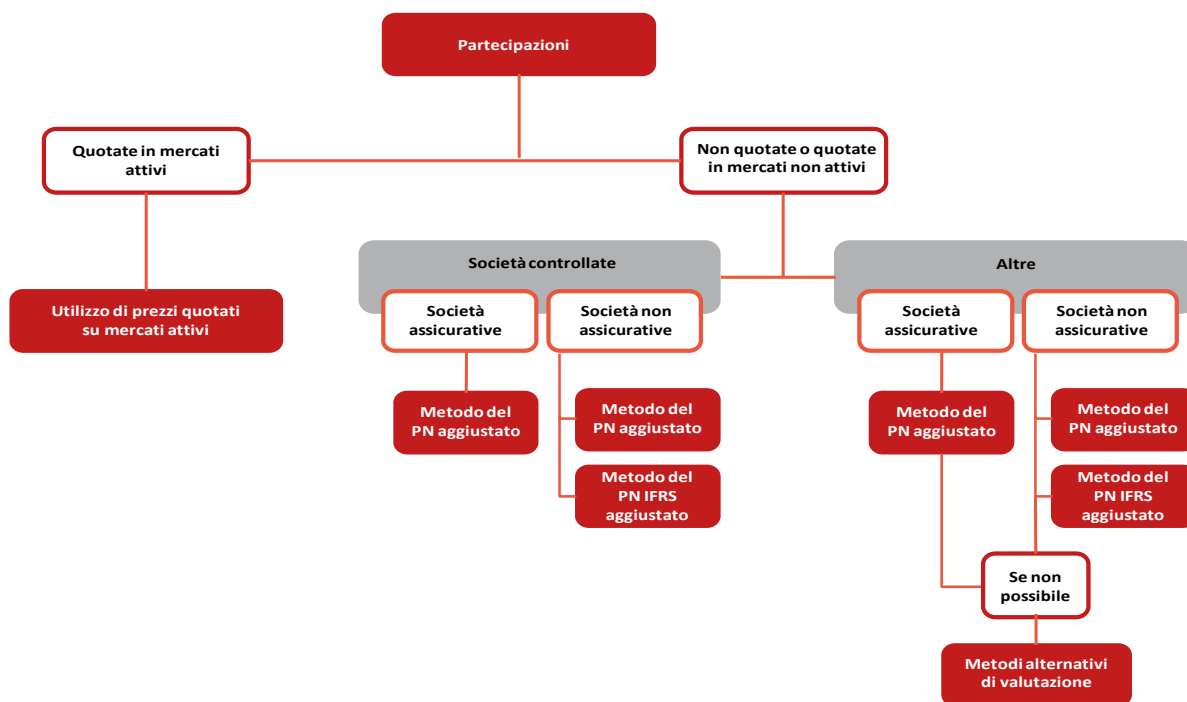 Partecipazioni
Quotate in mercati
attivi
Non quotate o quotate
in mercati non attivi
Utilizzo di prezzi quotati
su mercati attivi
Società controllate
Altre
Società
assicurative
Società non
assicurative
Società
assicurative
Società non
assicurative
Metodo del
PN aggiustato
Metodo del
PN aggiustato
Metodo del
PN IFRS
aggiustato
Metodo del
PN aggiustato
Metodo del
PN aggiustato
Metodo del
PN IFRS
aggiustato
Se non
possibile
Metodi alternativi
di valutazione